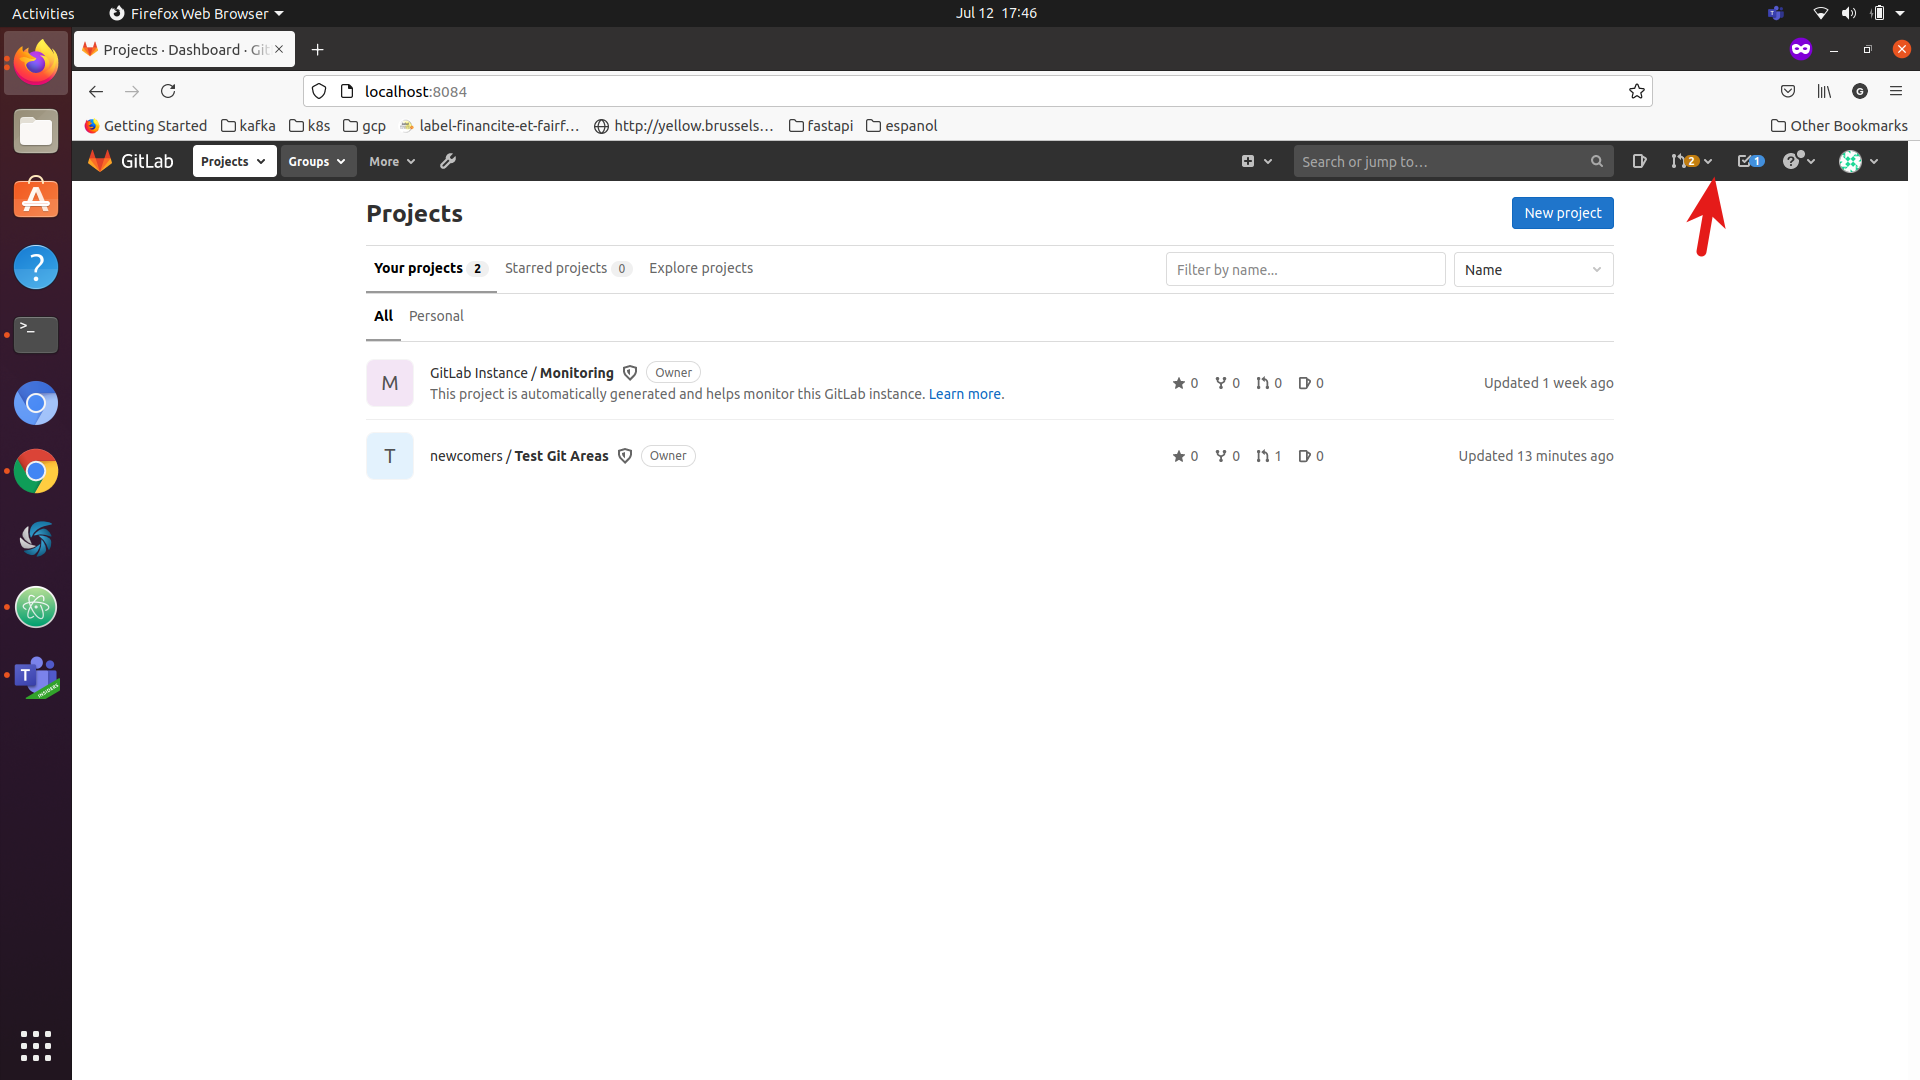 Activities Firefox Web Browser Jul 12 17:46
Projects · Dashboard · Git
localhost:8084
Getting Started kafka k8s gcp label-financite-et-fairf… http://yellow.brussels… fastapi espanol Other Bookmarks
GitLab Projects Groups More Search or jump to… 2 1 ?
Projects New project
Your projects 2 Starred projects 0 Explore projects Filter by name... Name
All Personal
M GitLab Instance / Monitoring Owner 0 0 0 0 Updated 1 week ago
This project is automatically generated and helps monitor this GitLab instance. Learn more.
T newcomers / Test Git Areas Owner 0 0 1 0 Updated 13 minutes ago
?
>_
T
INSIDERS
G